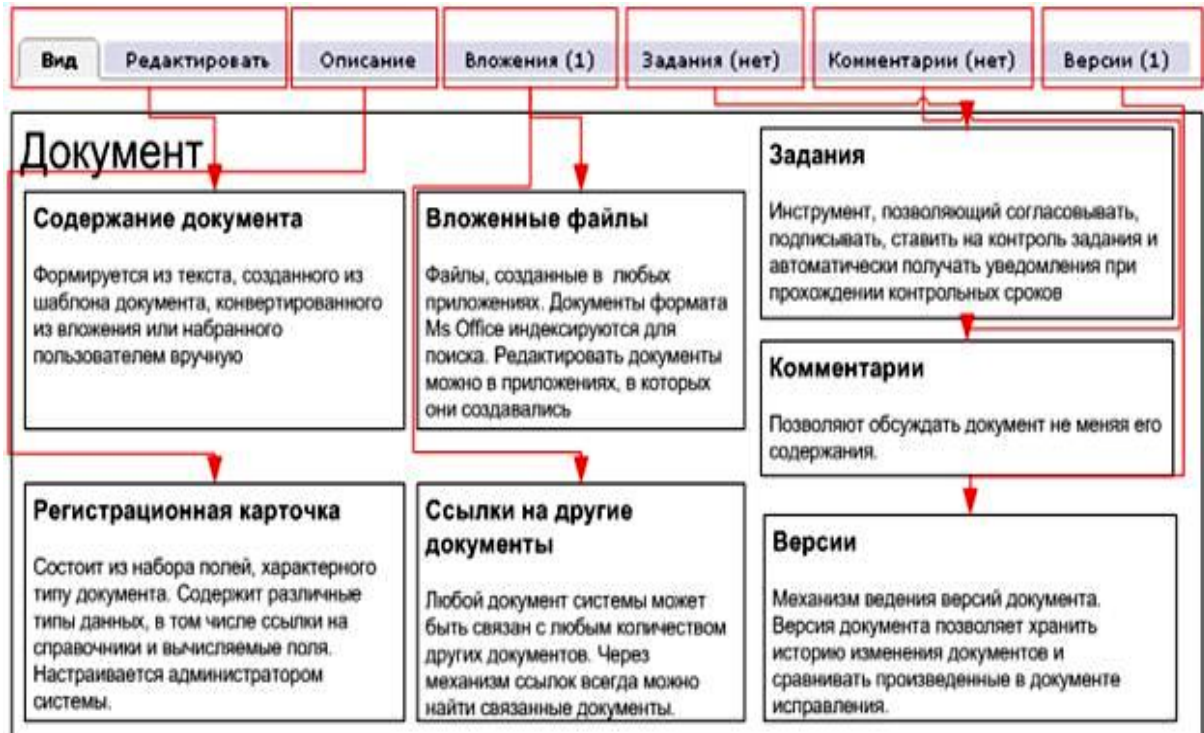 Вид Редактировать Описание Вложения (1) Задания (нет) Комментарии (нет) Версии (1)
Документ
Содержание документа
Формируется из текста, созданного из
шаблона документа, конвертированного
из вложения или набранного
пользователем вручную
Вложенные файлы
Файлы, созданные в любых
приложениях. Документы формата
Ms Office индексируются для
поиска. Редактировать документы
можно в приложениях, в которых
они создавались
Задания
Инструмент, позволяющий согласовывать,
подписывать, ставить на контроль задания и
автоматически получать уведомления при
прохождении контрольных сроков
Комментарии
Позволяют обсуждать документ не меняя его
содержания.
Регистрационная карточка
Состоит из набора полей, характерного
типу документа. Содержит различные
типы данных, в том числе ссылки на
справочники и вычисляемые поля.
Настраивается администратором
системы.
Ссылки на другие
документы
Любой документ системы может
быть связан с любым количеством
других документов. Через
механизм ссылок всегда можно
найти связанные документы.
Версии
Механизм ведения версий документа.
Версия документа позволяет хранить
историю изменения документов и
сравнивать произведенные в документе
исправления.